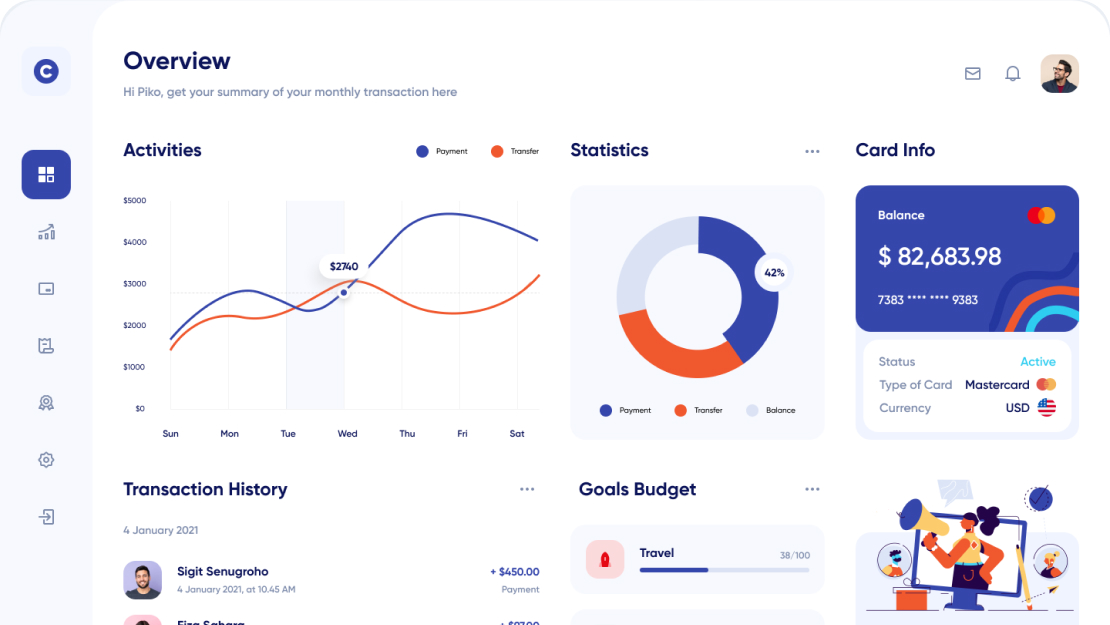 C
Overview
Hi Piko, get your summary of your monthly transaction here
Activities
Payment
Transfer
$5000
$4000
$3000
$2000
$1000
$0
$2740
Sun
Mon
Tue
Wed
Thu
Fri
Sat
Statistics
42%
Payment
Transfer
Balance
Card Info
Balance
$ 82,683.98
7383 **** **** 9383
Status
Active
Type of Card
Mastercard
Currency
USD
Transaction History
4 January 2021
Sigit Senugroho
4 January 2021, at 10.45 AM
+ $450.00
Payment
Goals Budget
Travel
38/100